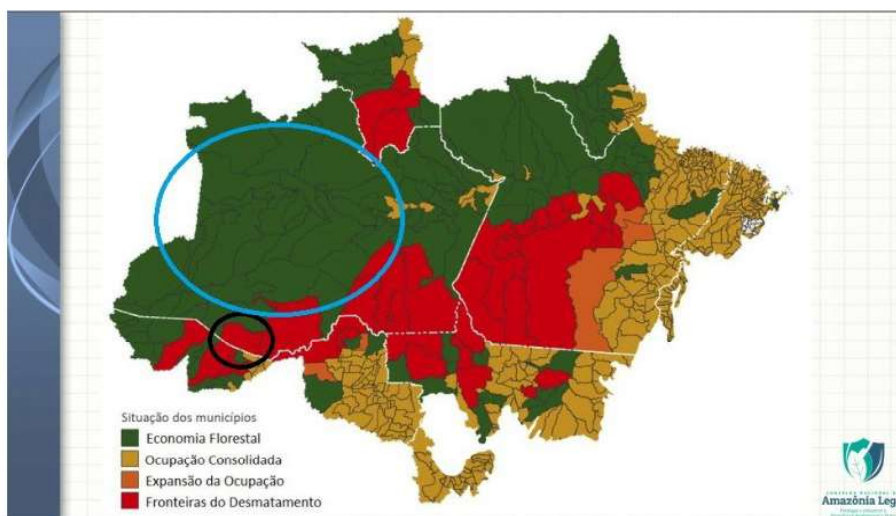 Situação dos municípios
Economia Florestal
Ocupação Consolidada
Expansão da Ocupação
Fronteiras do Desmatamento
Amazônia Leg